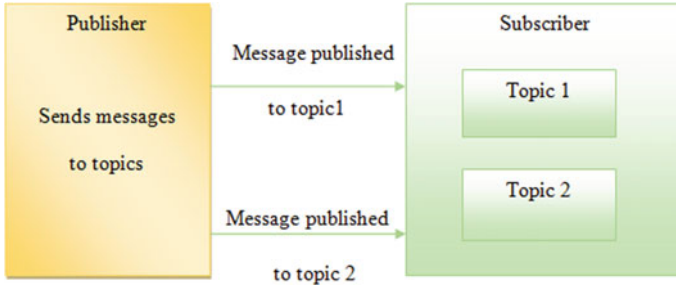 Publisher
Sends messages
to topics
Message published
to topic1
Message published
to topic 2
Subscriber
Topic 1
Topic 2